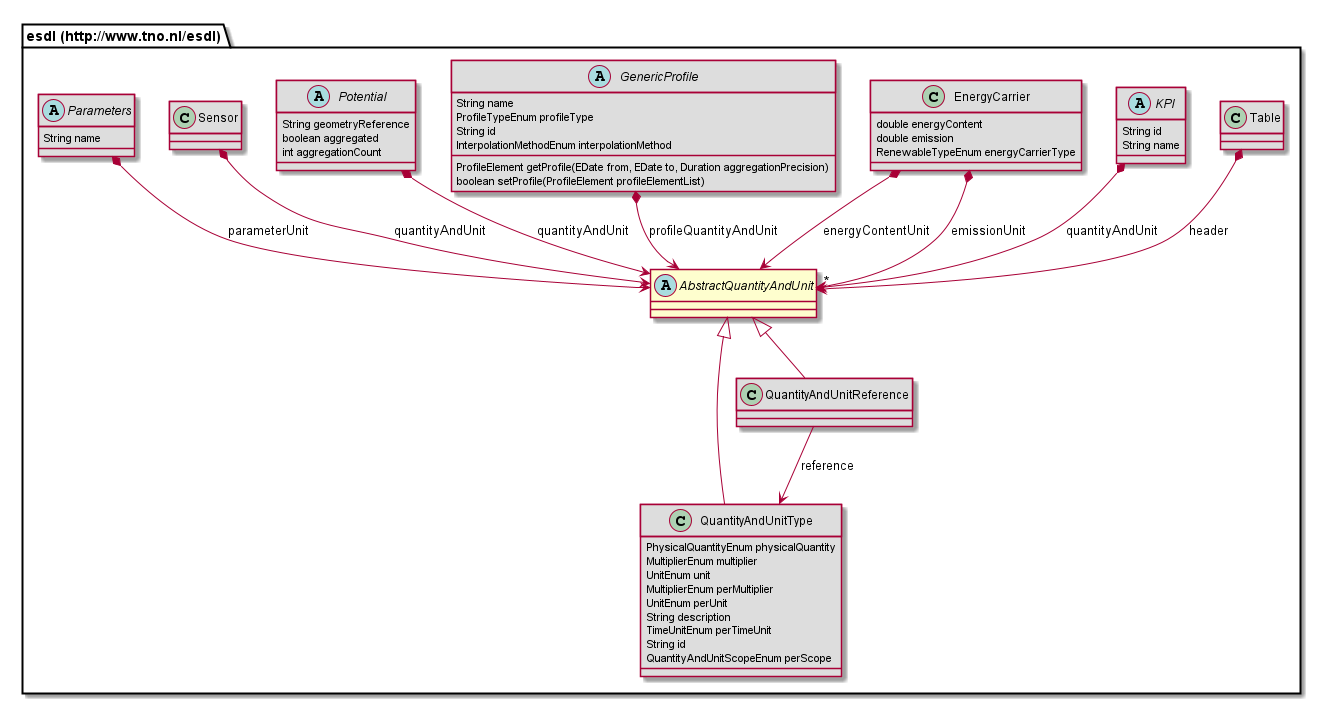 esdl (http://www.tno.nl/esdl)
A Parameters
String name
C Sensor
A Potential
String geometryReference
boolean aggregated
int aggregationCount
A GenericProfile
String name
ProfileTypeEnum profileType
String id
InterpolationMethodEnum interpolationMethod
ProfileElement getProfile(EDate from, EDate to, Duration aggregationPrecision)
boolean setProfile(ProfileElement profileElementList)
C EnergyCarrier
double energyContent
double emission
RenewableTypeEnum energyCarrierType
A KPI
String id
String name
C Table
parameterUnit
quantityAndUnit
quantityAndUnit
profileQuantityAndUnit
energyContentUnit
emissionUnit
quantityAndUnit
header
*
A AbstractQuantityAndUnit
C QuantityAndUnitReference
reference
C QuantityAndUnitType
PhysicalQuantityEnum physicalQuantity
MultiplierEnum multiplier
UnitEnum unit
MultiplierEnum perMultiplier
UnitEnum perUnit
String description
TimeUnitEnum perTimeUnit
String id
QuantityAndUnitScopeEnum perScope